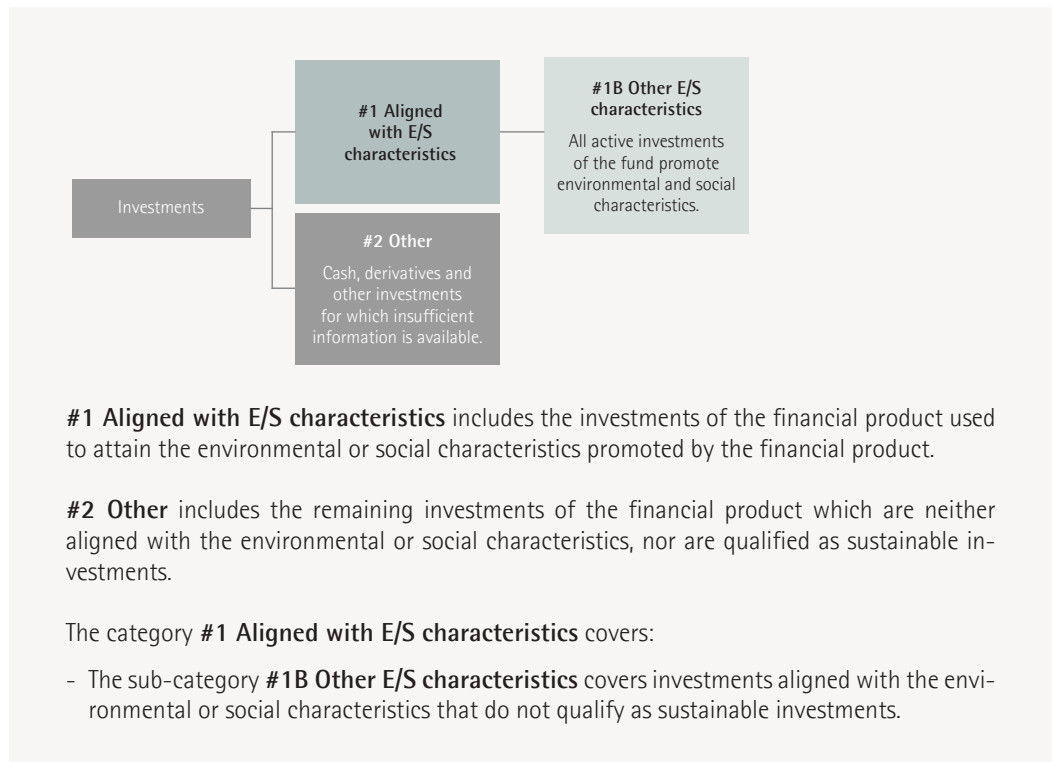 #1 Aligned
with E/S
characteristics
#1B Other E/S
characteristics
All active investments
of the fund promote
environmental and social
characteristics.
Investments
#2 Other
Cash, derivatives and
other investments
for which insufficient
information is available.
#1 Aligned with E/S characteristics includes the investments of the financial product used
to attain the environmental or social characteristics promoted by the financial product.
#2 Other includes the remaining investments of the financial product which are neither
aligned with the environmental or social characteristics, nor are qualified as sustainable in-
vestments.
The category #1 Aligned with E/S characteristics covers:
- The sub-category #1B Other E/S characteristics covers investments aligned with the envi-
ronmental or social characteristics that do not qualify as sustainable investments.